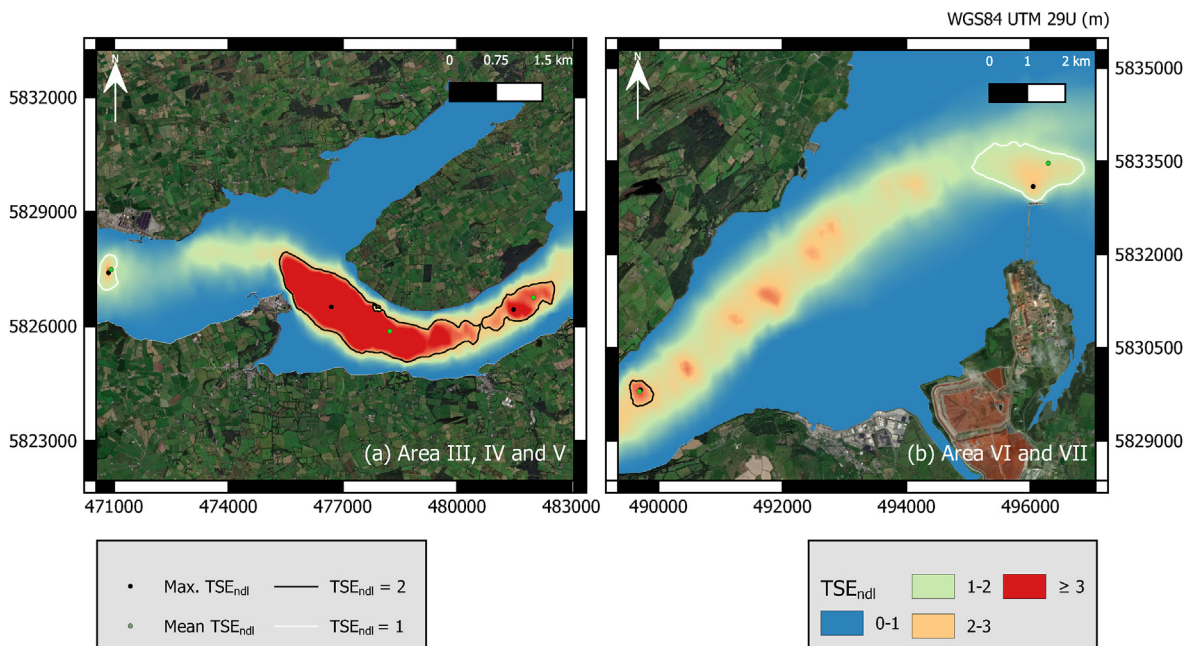 WGS84 UTM 29U (m)
N
0 0.75 1.5 km
N
0 1 2 km
5832000
5829000
5826000
5823000
5835000
5833500
5832000
5830500
5829000
(a) Area III, IV and V
(b) Area VI and VII
471000 474000 477000 480000 483000
490000 492000 494000 496000
Max. TSEndl TSEndl = 2
Mean TSEndl TSEndl = 1
TSEndl 1-2 ≥ 3
0-1 2-3